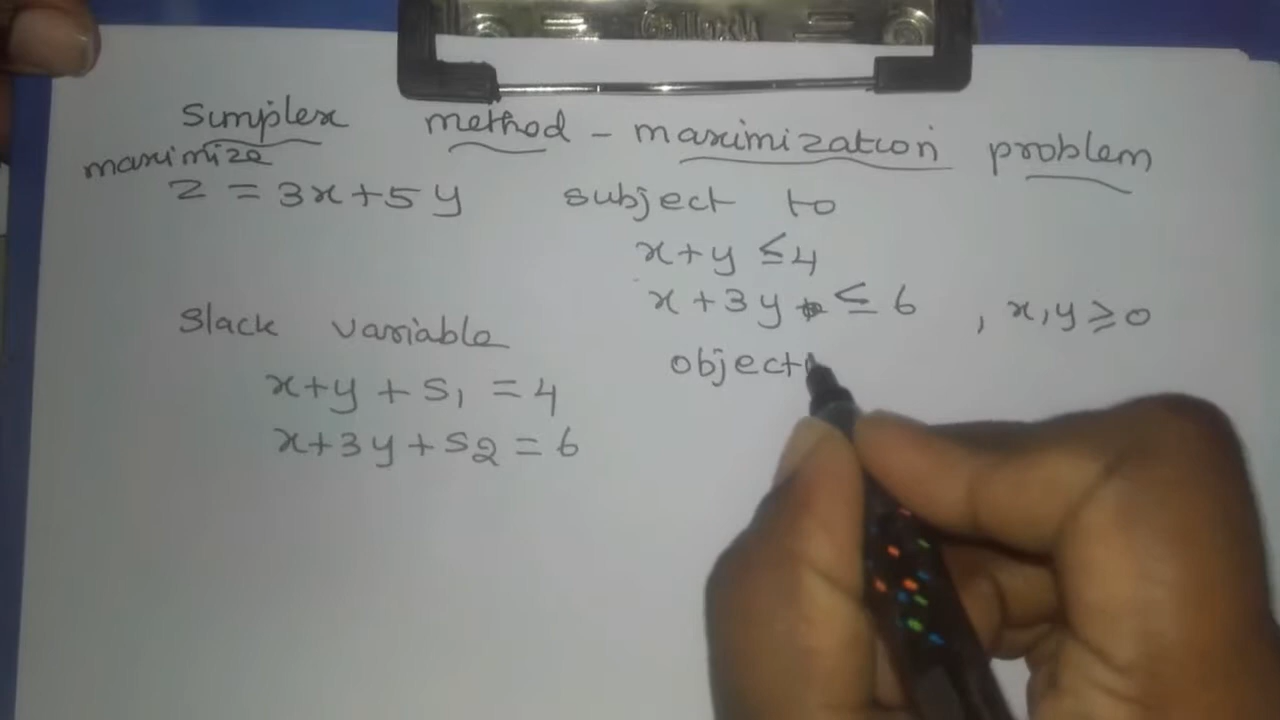 Simplex method - maximization problem
maximize
Z = 3x+5y subject to
x+y ≤4
x+3y ≤ 6 , x,y ≥ 0
Slack variable
object
x+y+S1 = 4
x+3y+S2 = 6